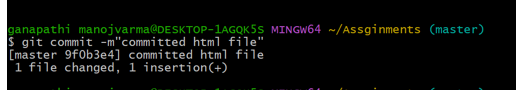 ganapathi manojvarma@DESKTOP-1AGQK5S MINGW64 ~/Assginments (master)
$ git commit -m"committed html file"
[master 9f0b3e4] committed html file
 1 file changed, 1 insertion(+)